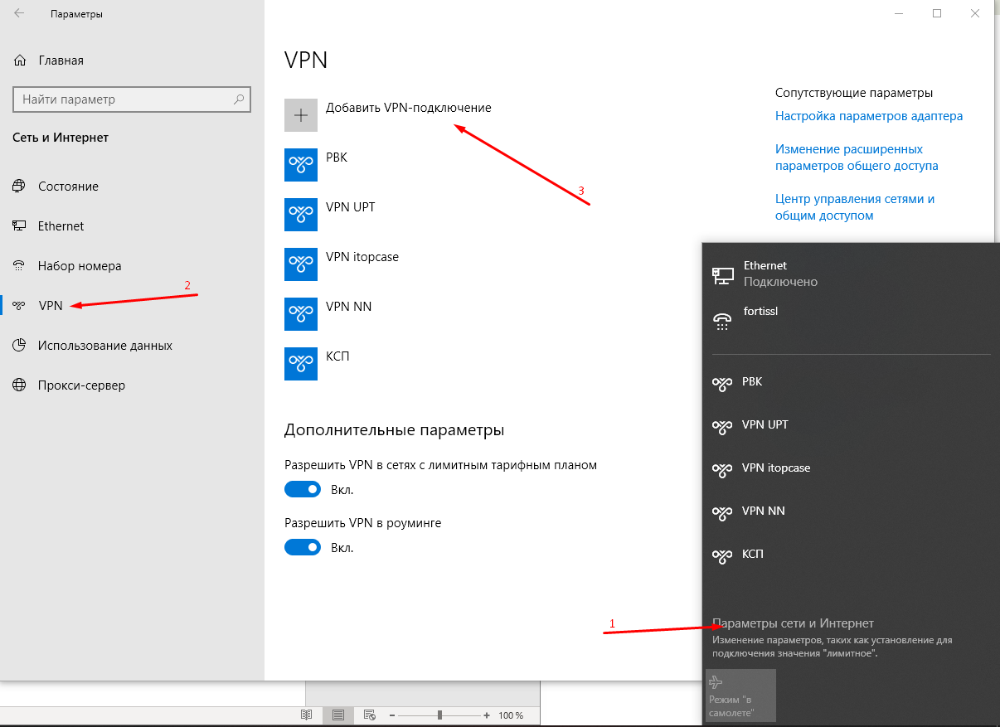 Параметры
Главная
Найти параметр
Сеть и Интернет
Состояние
Ethernet
Набор номера
2
VPN
Использование данных
Прокси-сервер
VPN
Добавить VPN-подключение
3
РВК
VPN UPT
VPN itopcase
VPN NN
КСП
Дополнительные параметры
Разрешить VPN в сетях с лимитным тарифным планом
Вкл.
Разрешить VPN в роуминге
Вкл.
Сопутствующие параметры
Настройка параметров адаптера
Изменение расширенных
параметров общего доступа
Центр управления сетями и
общим доступом
Ethernet
Подключено
fortissl
РВК
VPN UPT
VPN itopcase
VPN NN
КСП
1
Параметры сети и Интернет
Изменение параметров, таких как установление для
подключения значения "лимитное".
Режим "в
самолете"
100 %